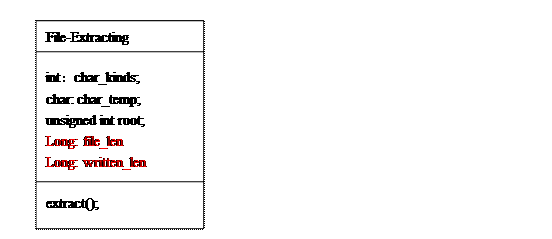 File-Extracting
int： char_kinds;
char: char_temp;
unsigned int root;
Long: file_len
Long: written_len
extract();